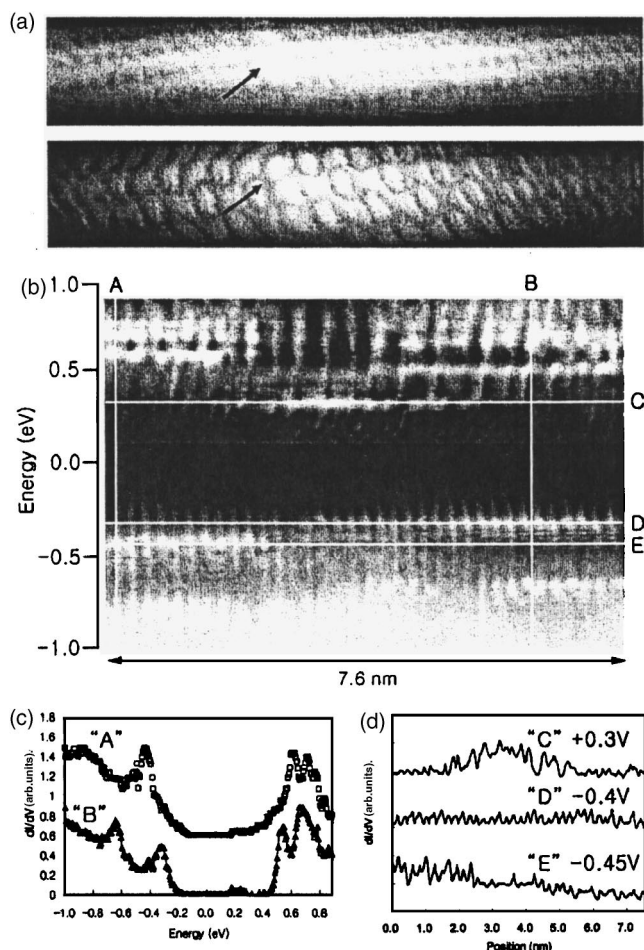 (a)
(b)
A
B
1.0
0.5
0.0
-0.5
-1.0
Energy (eV)
C
D
E
7.6 nm
(c)
dI/dV (arb.units).
1.8
1.6
1.4
1.2
1
0.8
0.6
0.4
0.2
0
"A"
"B"
-1.0 -0.8 -0.6 -0.4 -0.2 0.0 0.2 0.4 0.6 0.8
Energy (eV)
(d)
dI/dV (arb.units)
"C" +0.3V
"D" -0.4V
"E" -0.45V
0.0 1.0 2.0 3.0 4.0 5.0 6.0 7.0
Position (nm)